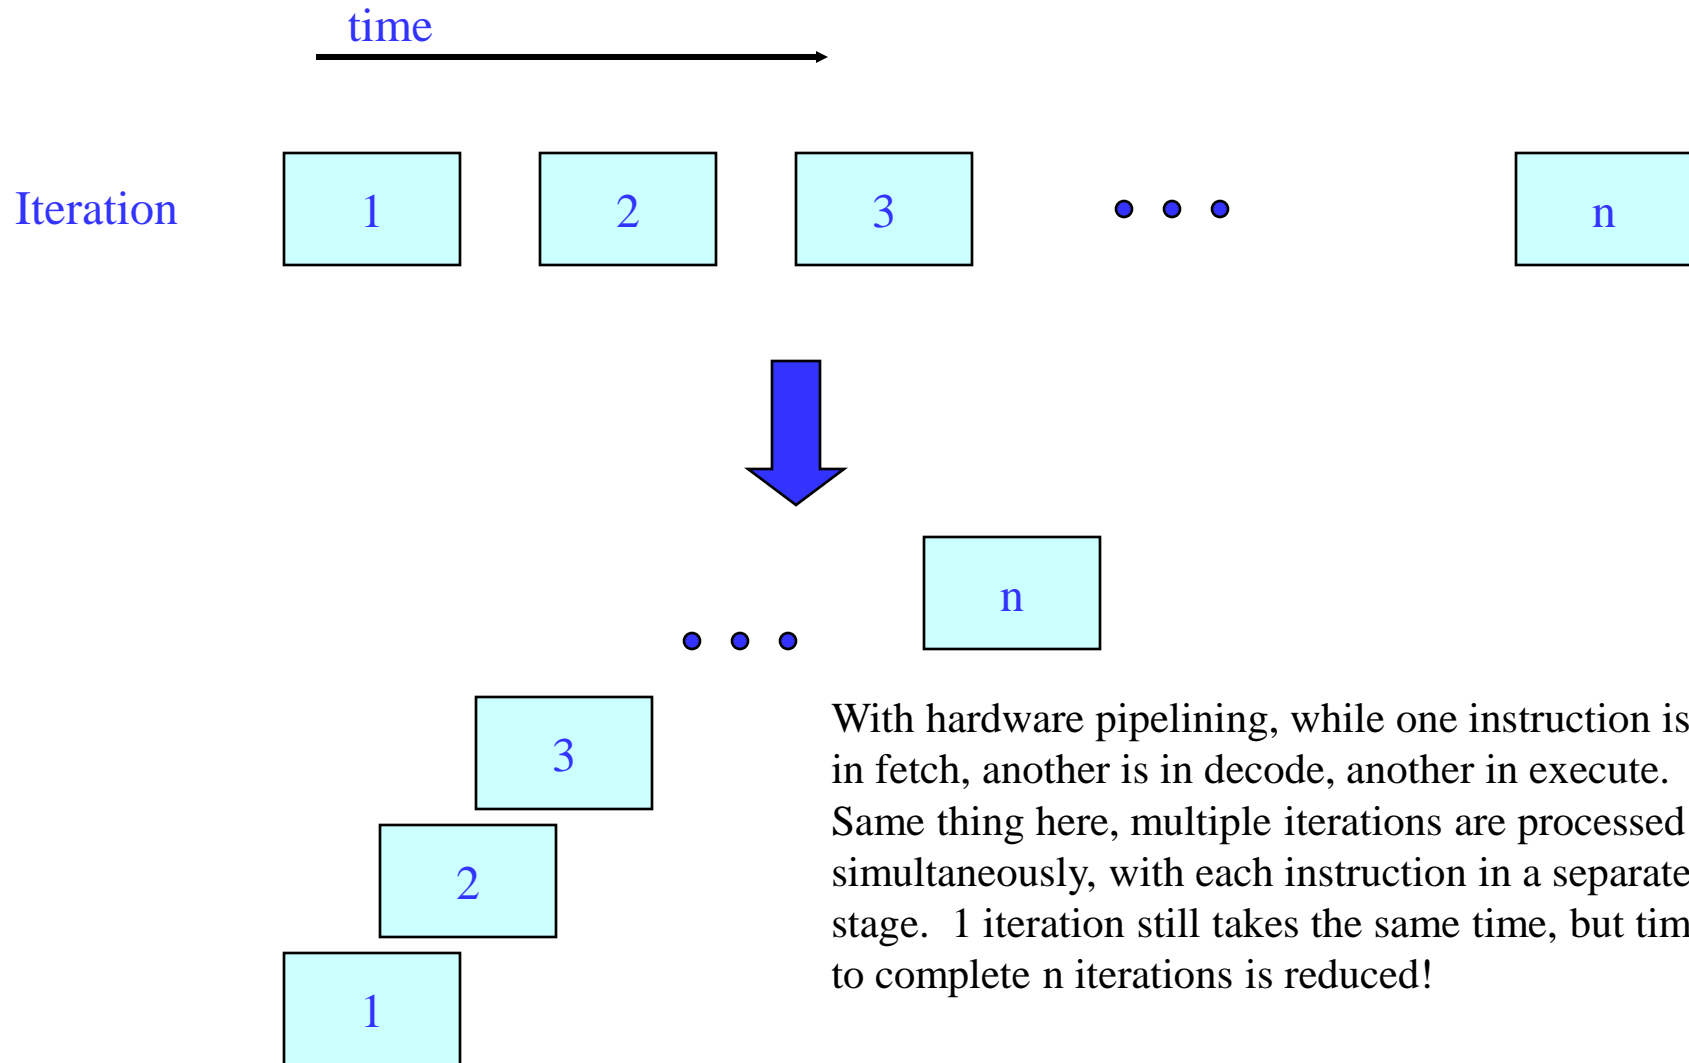 time
Iteration
1 2 3 n
n
3
With hardware pipelining, while one instruction is
in fetch, another is in decode, another in execute.
Same thing here, multiple iterations are processed
2
simultaneously, with each instruction in a separate
stage. 1 iteration still takes the same time, but tim
to complete n iterations is reduced!
1